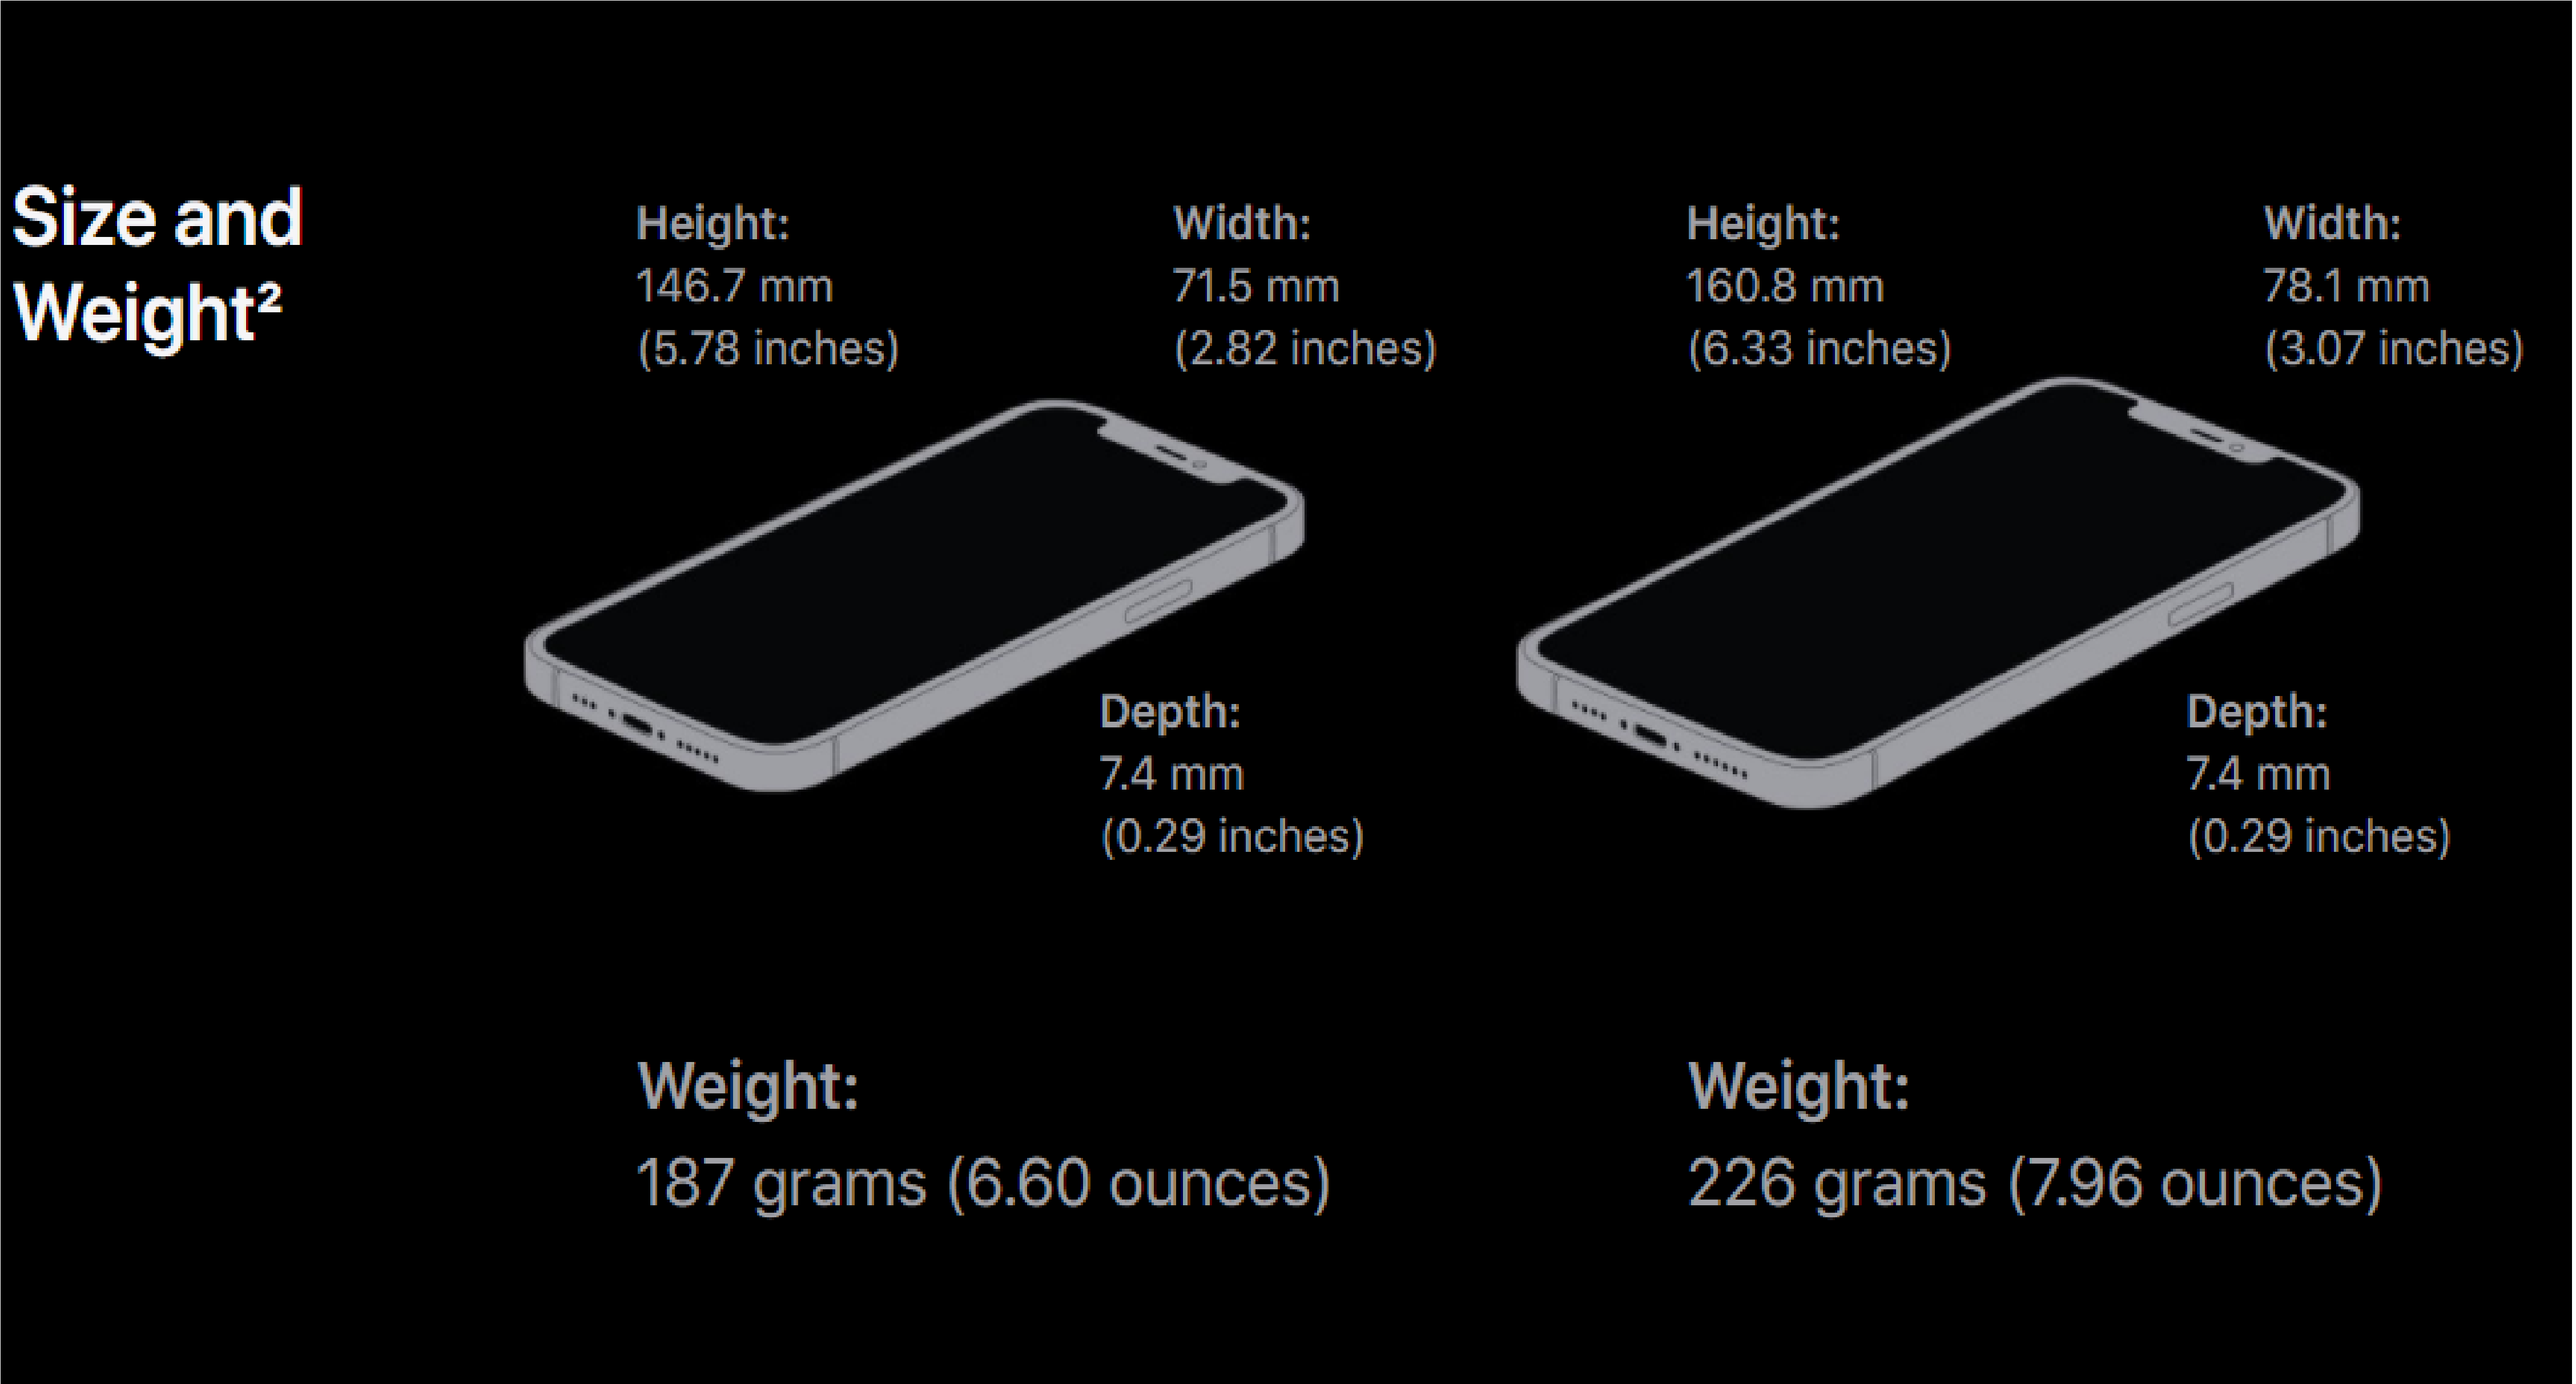 Size and
Weight²
Height:
146.7 mm
(5.78 inches)
Width:
71.5 mm
(2.82 inches)
Depth:
7.4 mm
(0.29 inches)
Weight:
187 grams (6.60 ounces)
Height:
160.8 mm
(6.33 inches)
Width:
78.1 mm
(3.07 inches)
Depth:
7.4 mm
(0.29 inches)
Weight:
226 grams (7.96 ounces)